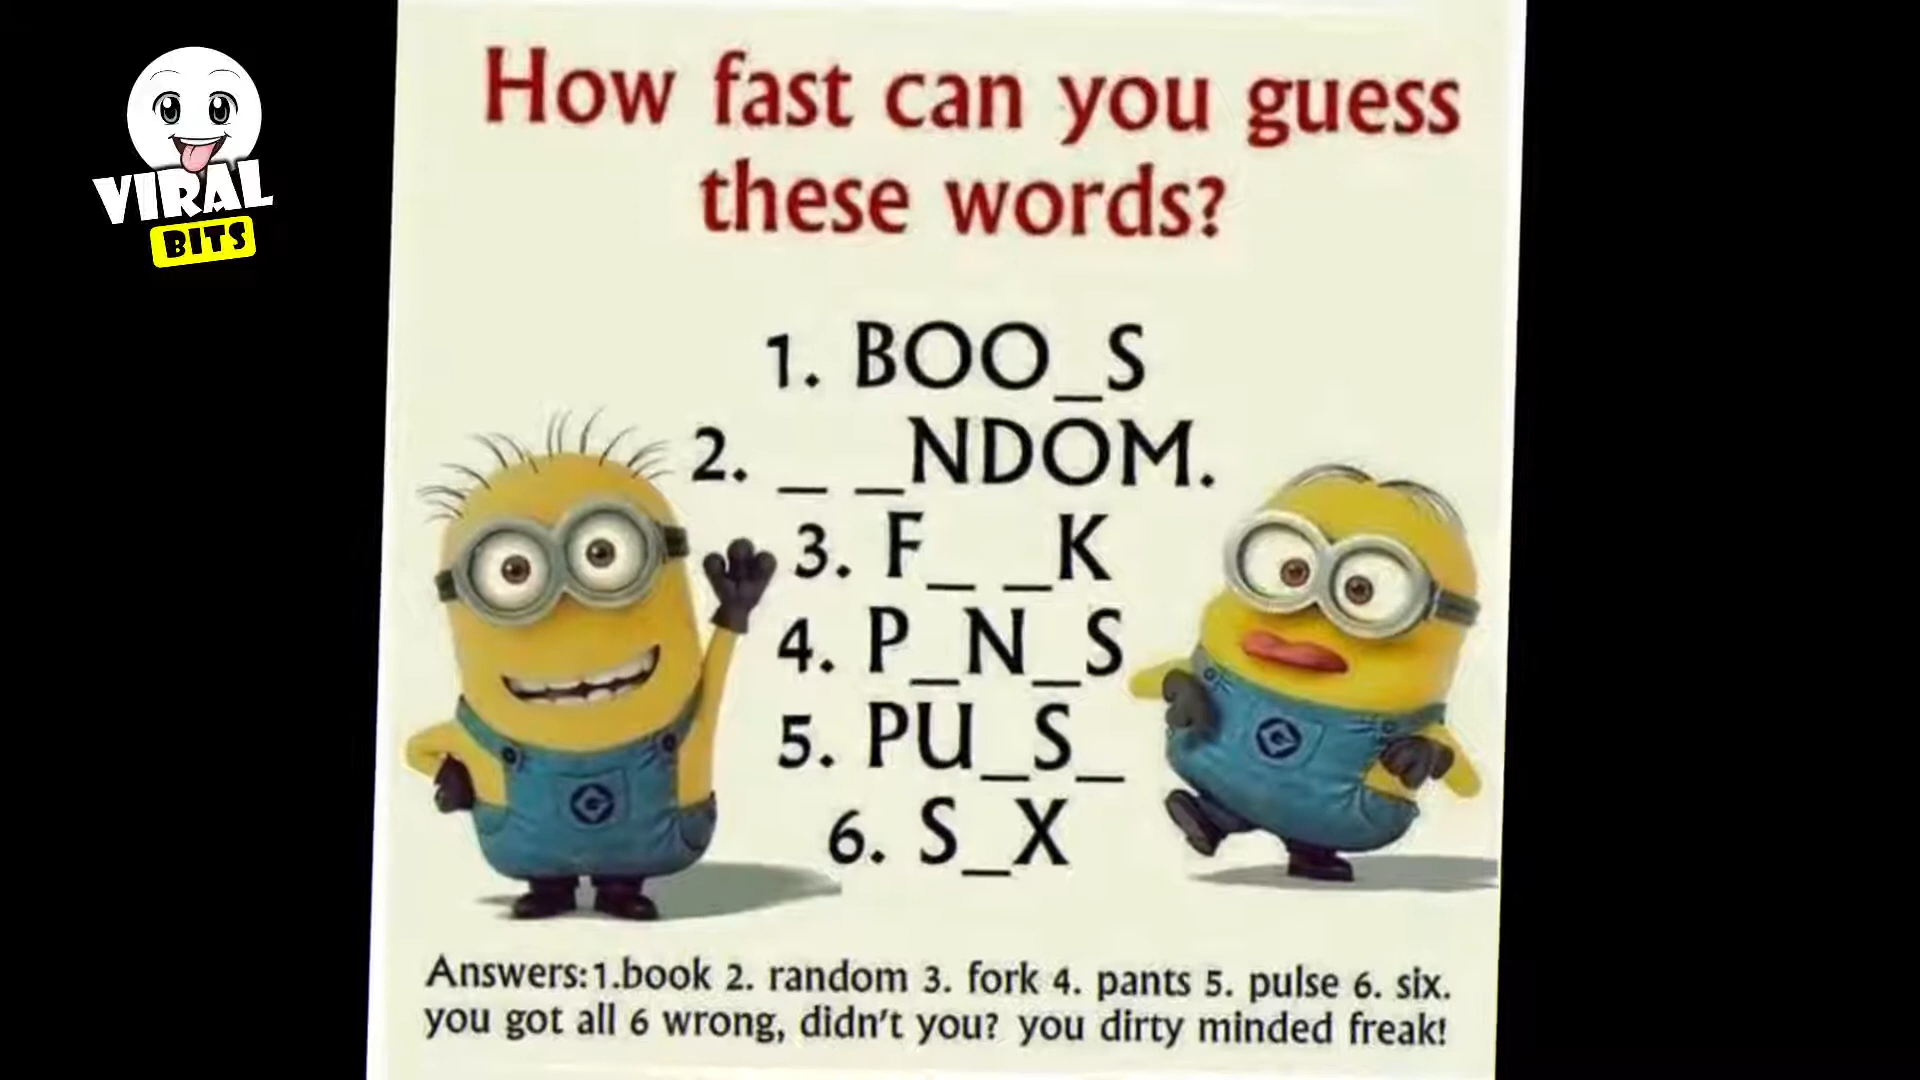 VIRAL
BITS
How fast can you guess
these words?
1. BOO_S
2. _ _NDOM.
3. F_ _K
4. P_N_S
5. PU_S_
6. S_X
Answers:1.book 2. random 3. fork 4. pants 5. pulse 6. six.
you got all 6 wrong, didn't you? you dirty minded freak!